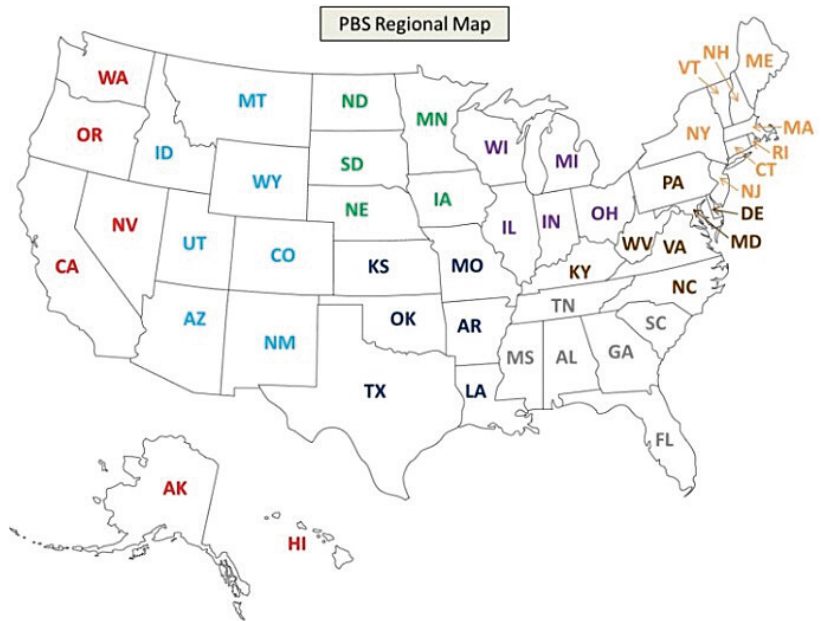 PBS Regional Map
WA
OR
CA
NV
ID
MT
WY
UT
CO
AZ
NM
ND
SD
NE
MN
IA
KS
OK
TX
MO
AR
LA
WI
MI
IL
IN
OH
KY
WV
VA
PA
DE
MD
NC
TN
SC
MS
AL
GA
FL
NY
VT
NH
ME
MA
RI
CT
NJ
AK
HI